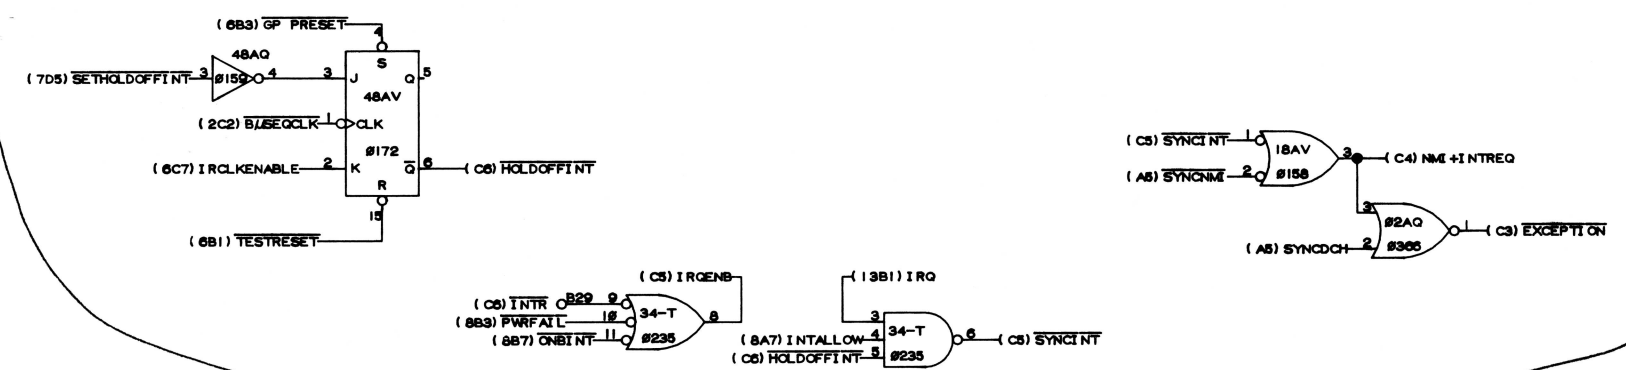 (6B3) GP PRESET
4
48AQ
S
(7D5) SETHOLDOFFINT 3 Ø159 4 3 J Q 5
48AV
(2C2) BµSEQCLK 1 CLK
Ø172
(6C7) IRCLKENABLE 2 K Q 6 (C6) HOLDOFFINT
R
15
(6B1) TESTRESET
(C5) SYNCINT 1 18AV
3 (C4) NMI+INTREQ
(A5) SYNCNMI 2 Ø158
3 Ø2AQ
1 (C3) EXCEPTION
(A5) SYNCDCH 2 Ø365
(C5) IRQENB
(C6) INTR B29 9
34-T
(8B3) PWRFAIL 10 8
(8B7) ONBINT 11 Ø235
(13B1) IRQ
3
34-T
(8A7) INTALLOW 4 6 (C5) SYNCINT
(C6) HOLDOFFINT 5 Ø235